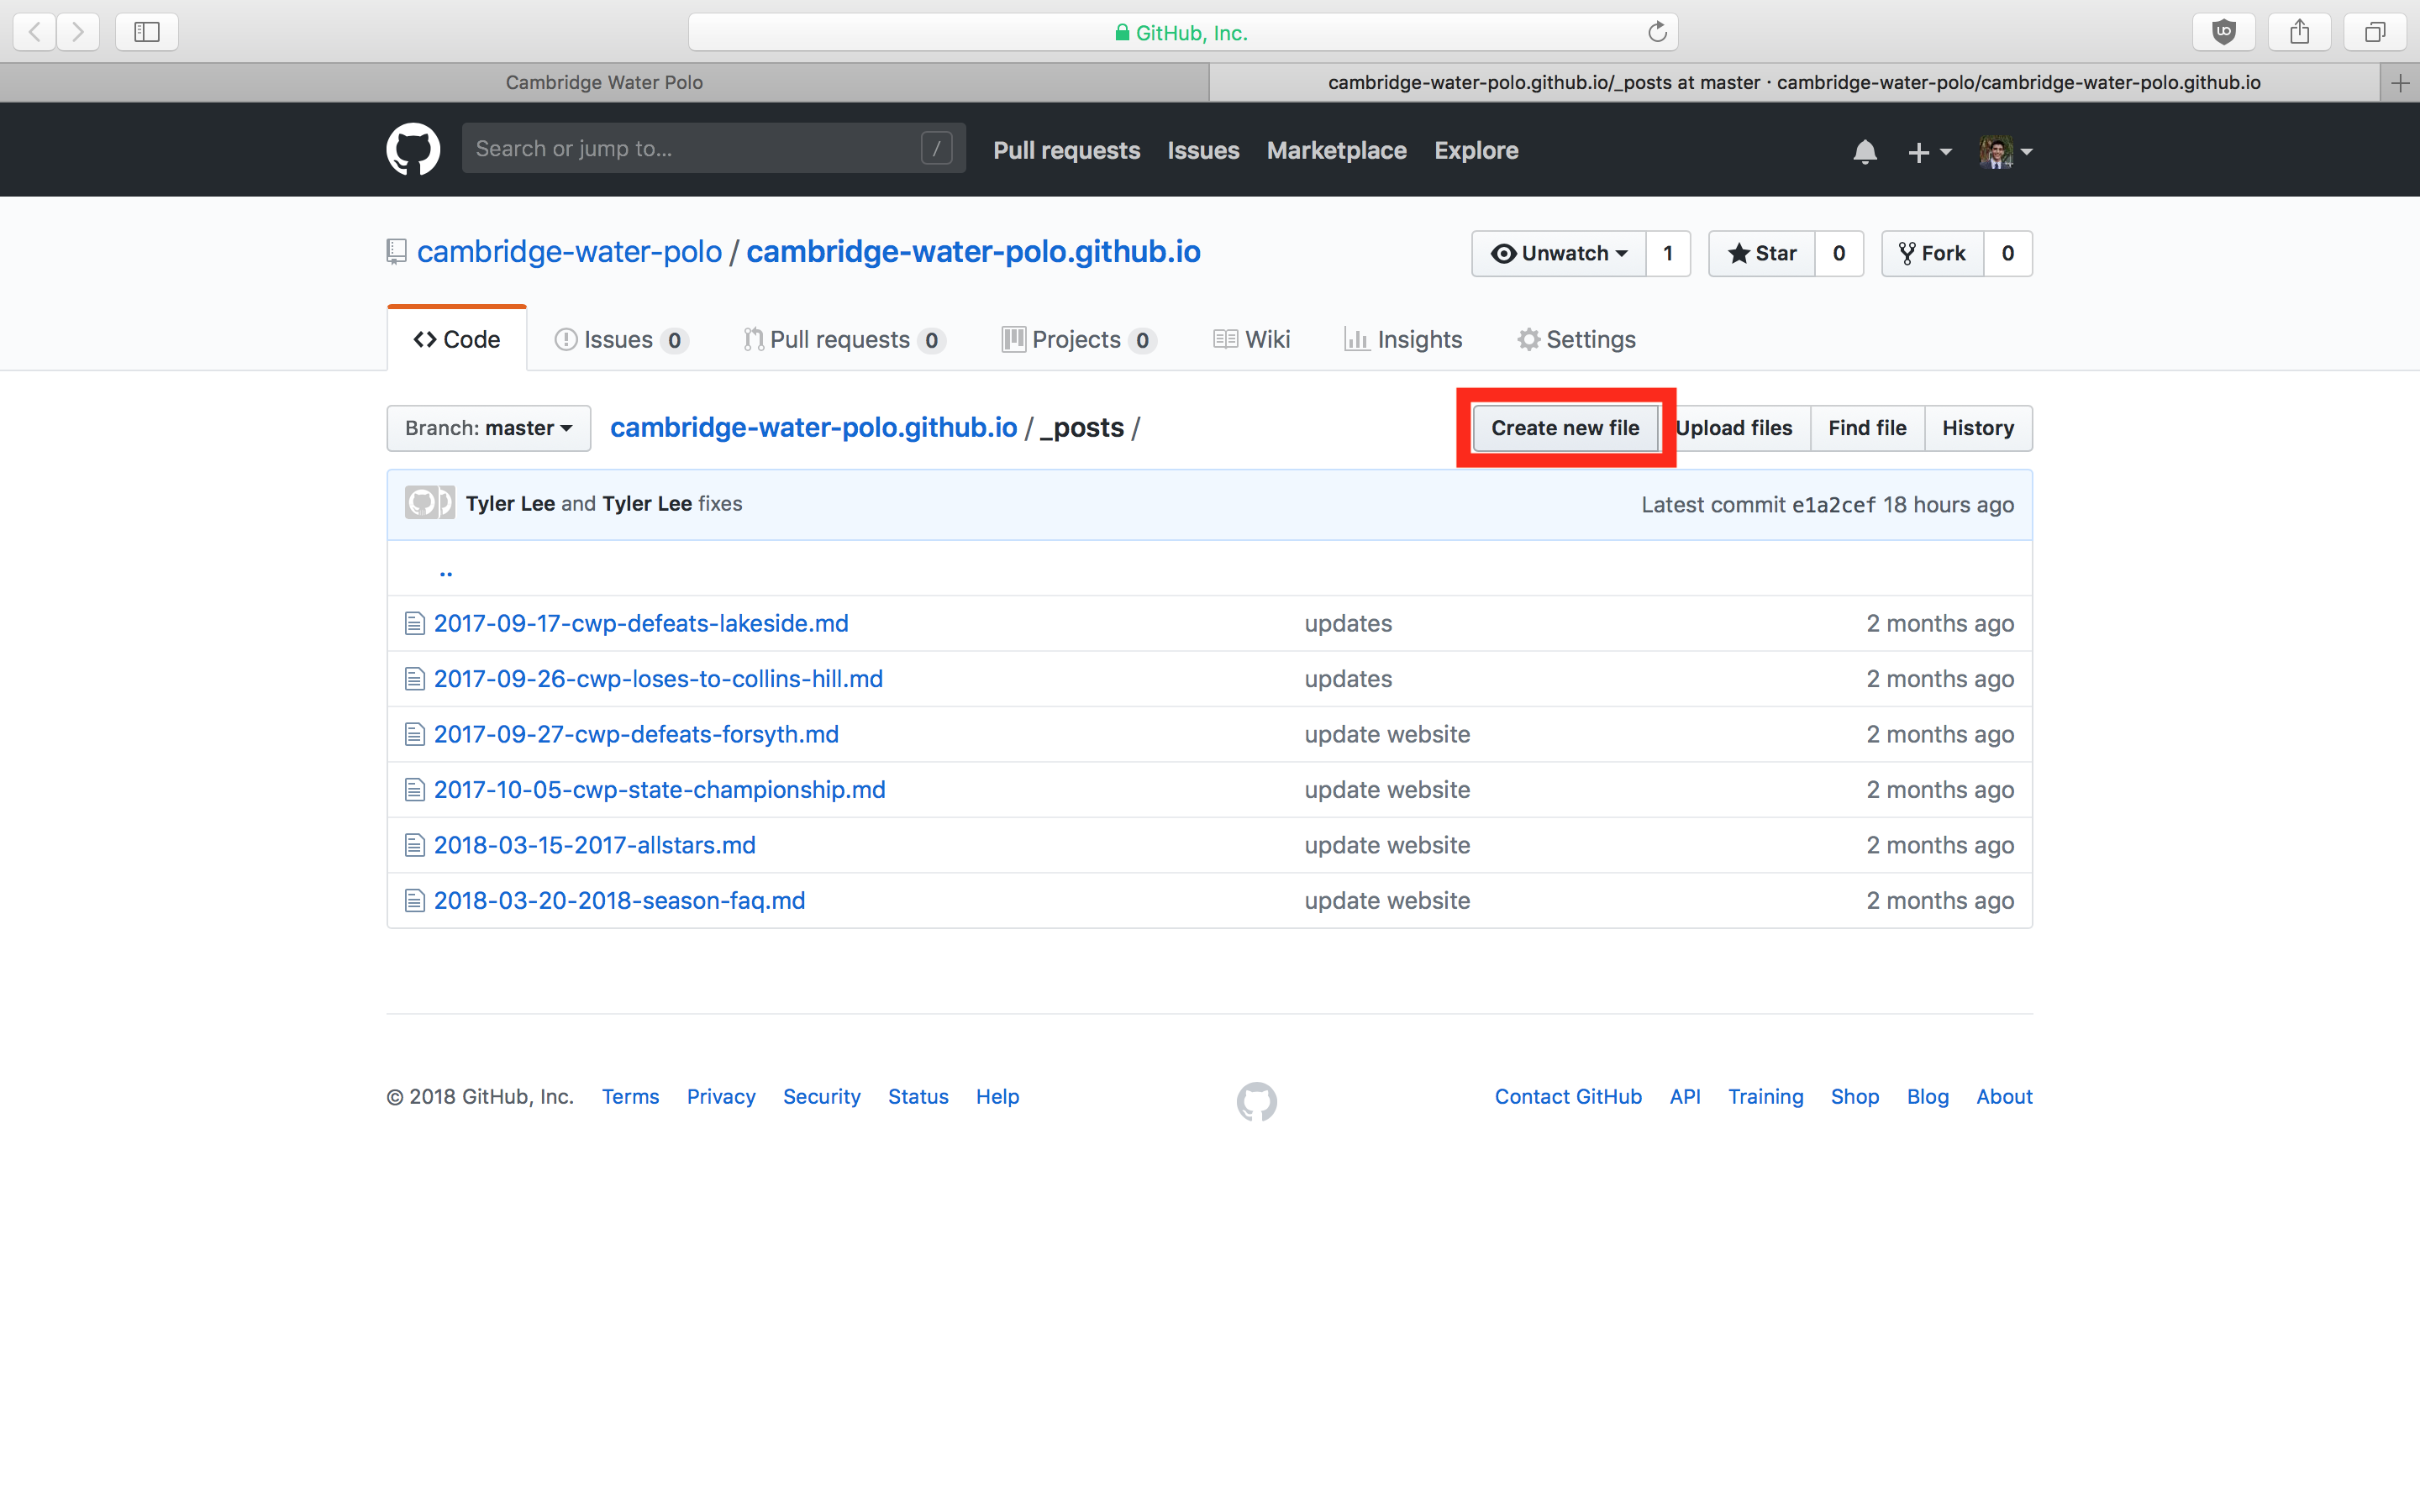 GitHub, Inc.
Cambridge Water Polo
cambridge-water-polo.github.io/_posts at master · cambridge-water-polo/cambridge-water-polo.github.io
Search or jump to... / Pull requests Issues Marketplace Explore
cambridge-water-polo / cambridge-water-polo.github.io
Unwatch 1 Star 0 Fork 0
Code Issues 0 Pull requests 0 Projects 0 Wiki Insights Settings
Branch: master cambridge-water-polo.github.io / _posts / Create new file Upload files Find file History
Tyler Lee and Tyler Lee fixes Latest commit e1a2cef 18 hours ago
..
2017-09-17-cwp-defeats-lakeside.md updates 2 months ago
2017-09-26-cwp-loses-to-collins-hill.md updates 2 months ago
2017-09-27-cwp-defeats-forsyth.md update website 2 months ago
2017-10-05-cwp-state-championship.md update website 2 months ago
2018-03-15-2017-allstars.md update website 2 months ago
2018-03-20-2018-season-faq.md update website 2 months ago
© 2018 GitHub, Inc. Terms Privacy Security Status Help Contact GitHub API Training Shop Blog About